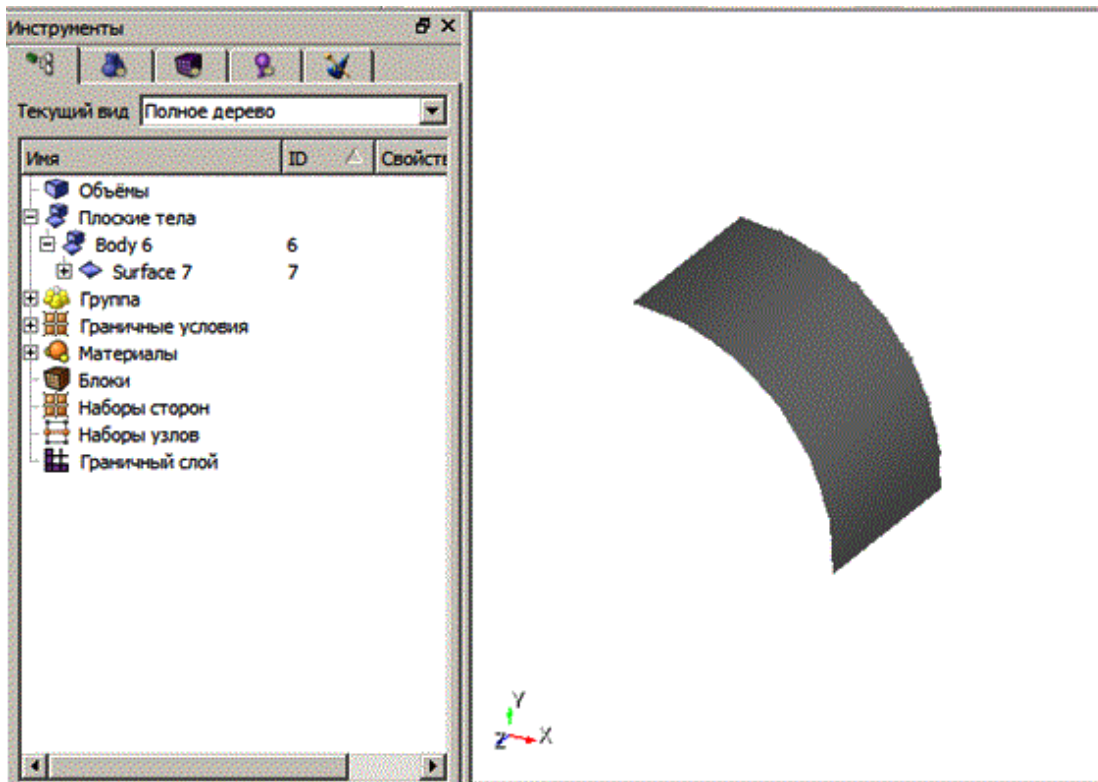 Инструменты
Текущий вид Полное дерево
Имя ID Свойств
Объёмы
Плоские тела
Body 6 6
Surface 7 7
Группа
Граничные условия
Материалы
Блоки
Наборы сторон
Наборы узлов
Граничный слой
Y
Z X